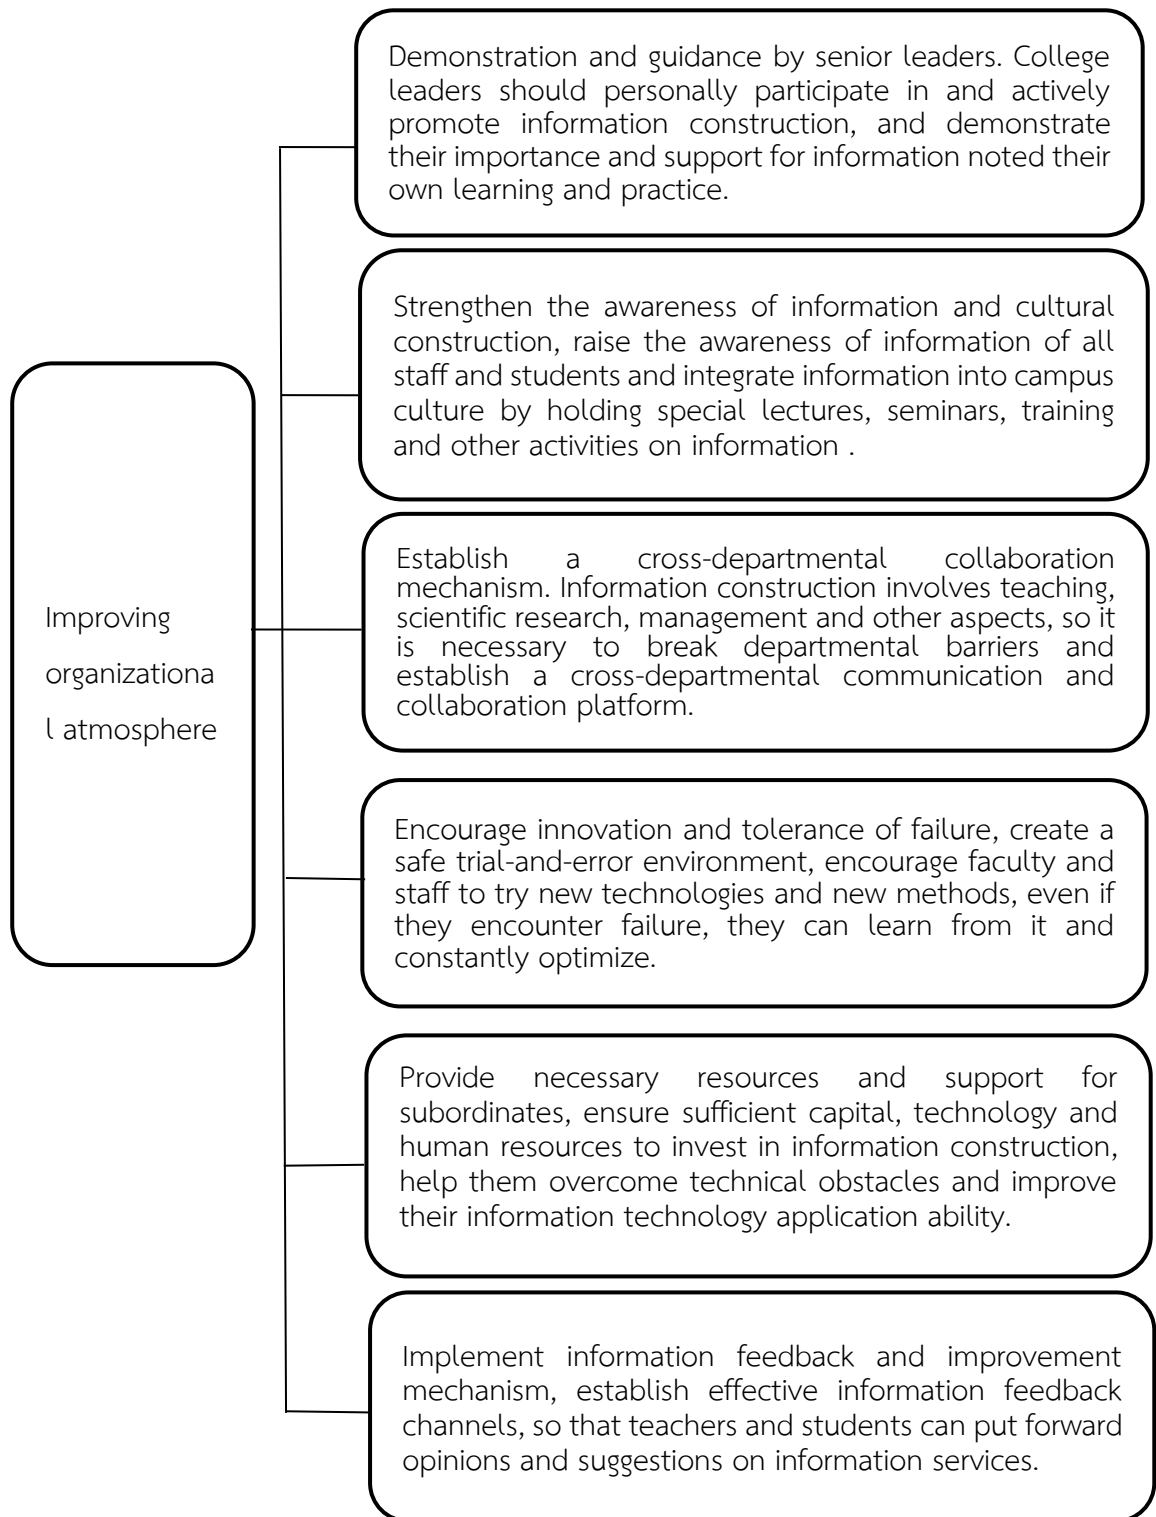 Demonstration and guidance by senior leaders. College
leaders should personally participate in and actively
promote information construction, and demonstrate
their importance and support for information noted their
own learning and practice.
Strengthen the awareness of information and cultural
construction, raise the awareness of information of all
staff and students and integrate information into campus
culture by holding special lectures, seminars, training
and other activities on information .
Improving
organizationa
l atmosphere
Establish a cross-departmental collaboration
mechanism. Information construction involves teaching,
scientific research, management and other aspects, so it
is necessary to break departmental barriers and
establish a cross-departmental communication and
collaboration platform.
Encourage innovation and tolerance of failure, create a
safe trial-and-error environment, encourage faculty and
staff to try new technologies and new methods, even if
they encounter failure, they can learn from it and
constantly optimize.
Provide necessary resources and support for
subordinates, ensure sufficient capital, technology and
human resources to invest in information construction,
help them overcome technical obstacles and improve
their information technology application ability.
Implement information feedback and improvement
mechanism, establish effective information feedback
channels, so that teachers and students can put forward
opinions and suggestions on information services.